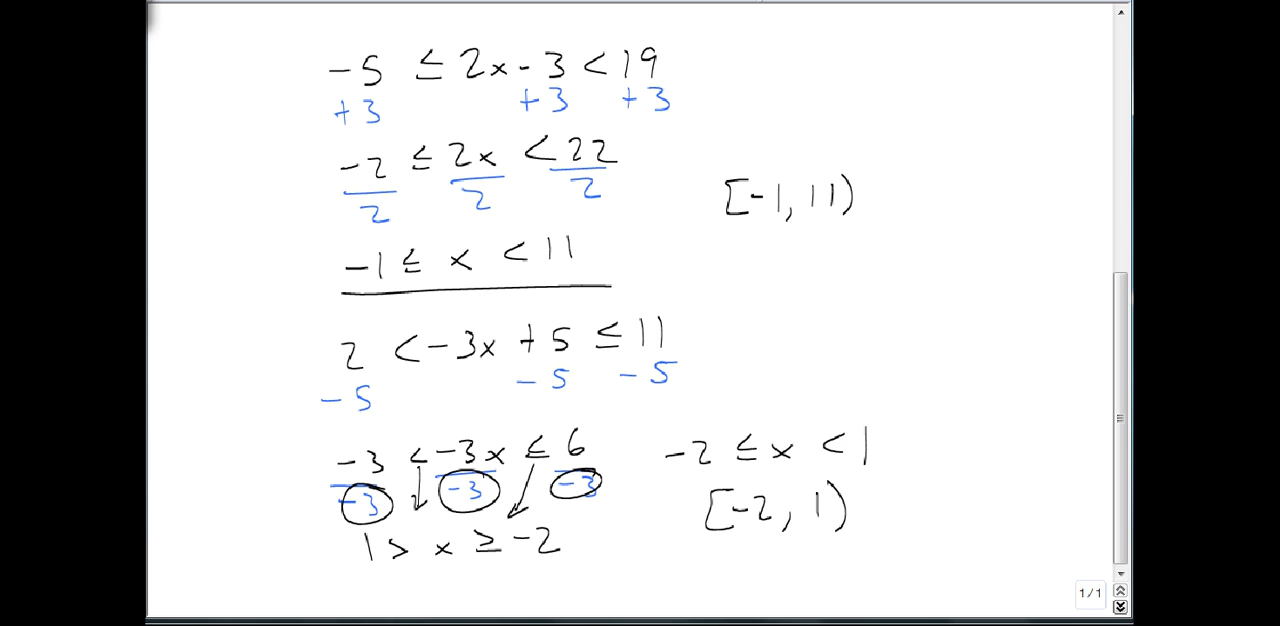 -5 ≤ 2x - 3 < 19
+3 +3 +3
-2 ≤ 2x < 22
2 2 2
[-1, 11)
-1 ≤ x < 11
2 < -3x + 5 ≤ 11
-5 -5 -5
-3 < -3x ≤ 6
-3 -3 -3
-2 ≤ x < 1
[-2, 1)
1 > x ≥ -2
1/1